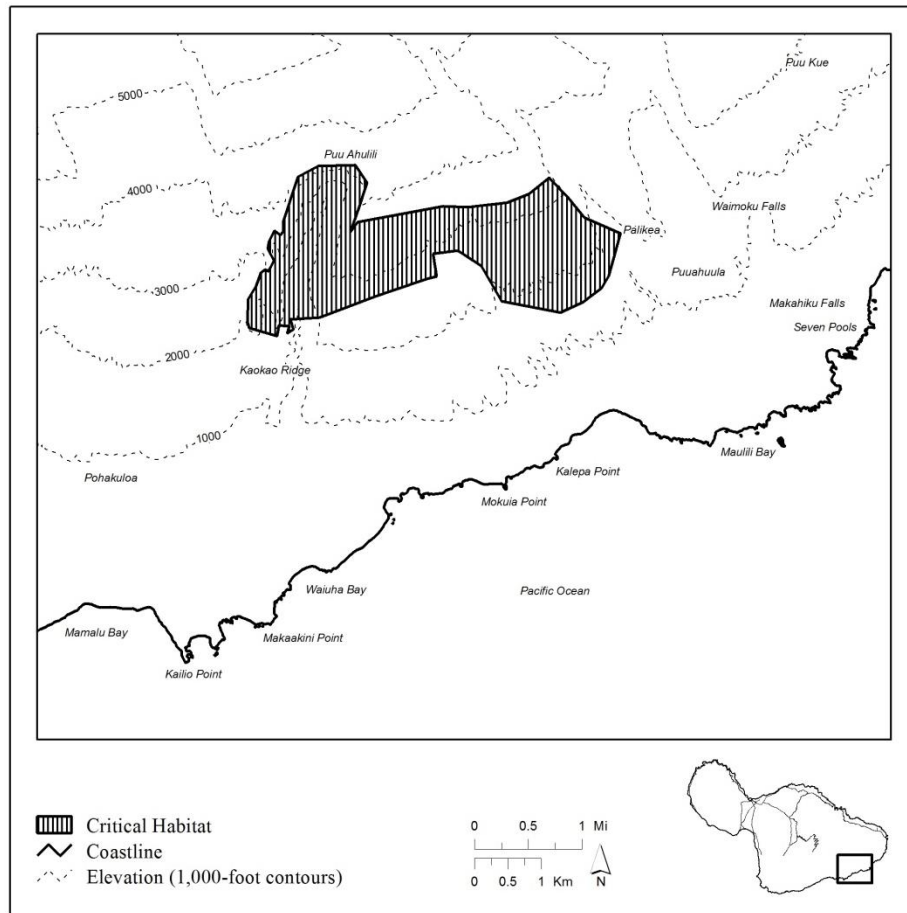 Puu Kue
5000
Puu Ahulili
4000
Waimoku Falls
Palikea
Puuahuula
3000
Makahiku Falls
Seven Pools
2000
Kaokao Ridge
1000
Maulili Bay
Kalepa Point
Pohakuloa
Mokuia Point
Waiuha Bay
Pacific Ocean
Mamalu Bay
Makaakini Point
Kailio Point
Critical Habitat
Coastline
Elevation (1,000-foot contours)
0 0.5 1 Mi
0 0.5 1 Km
N